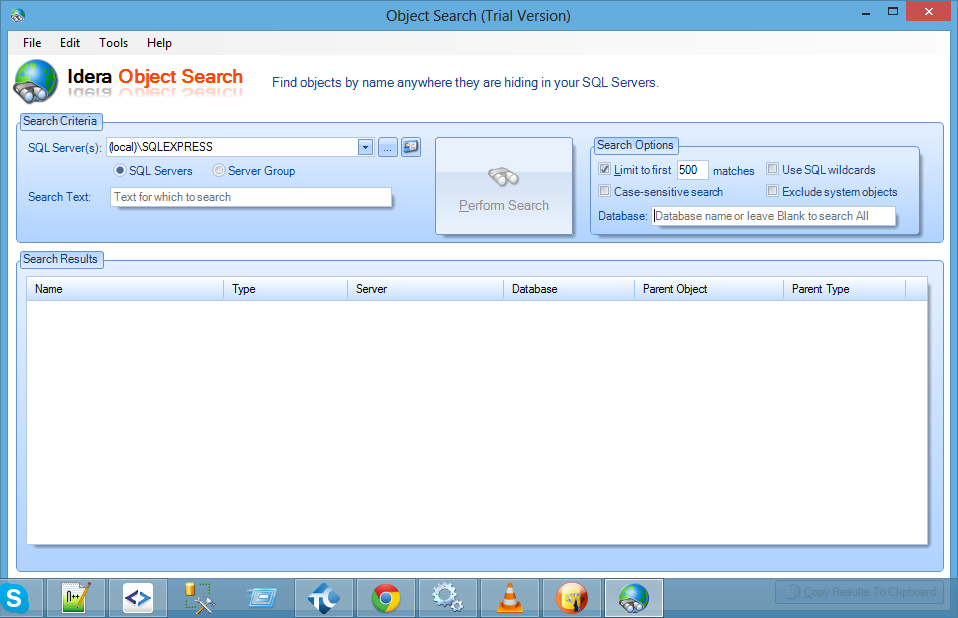 Object Search (Trial Version)
File Edit Tools Help
Idera Object Search
Find objects by name anywhere they are hiding in your SQL Servers.
Search Criteria
SQL Server(s): (local)\SQLEXPRESS ...
SQL Servers Server Group
Search Text: Text for which to search
Perform Search
Search Options
Limit to first 500 matches Use SQL wildcards
Case-sensitive search Exclude system objects
Database: Database name or leave Blank to search All
Search Results
Name Type Server Database Parent Object Parent Type
Copy Results To Clipboard